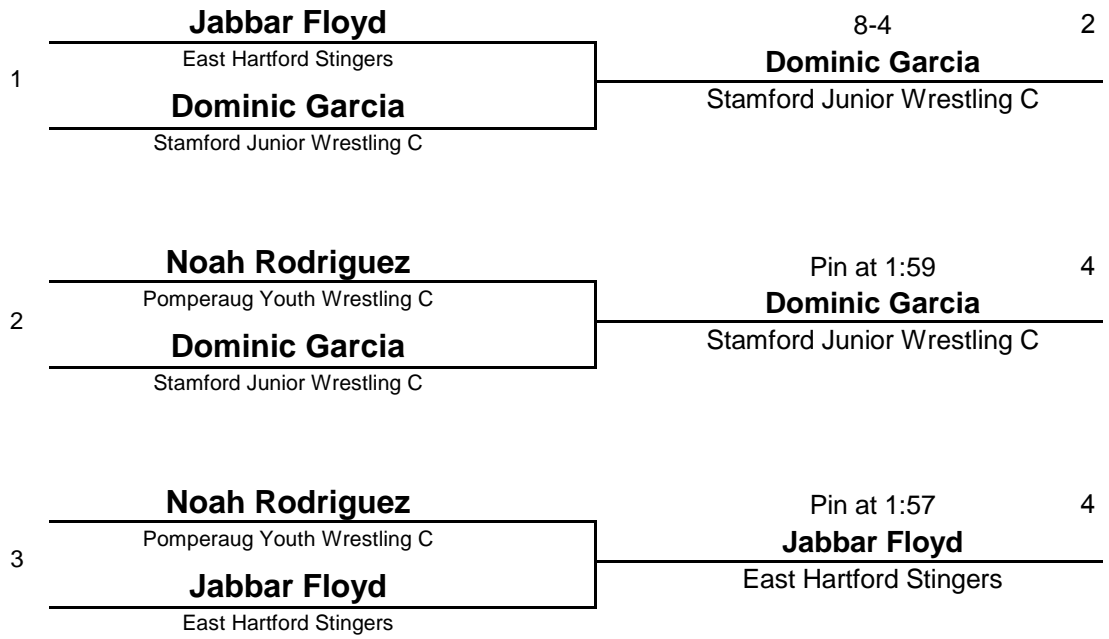 Jabbar Floyd
East Hartford Stingers
1
Dominic Garcia
Stamford Junior Wrestling C
8-4 2
Dominic Garcia
Stamford Junior Wrestling C
Noah Rodriguez
Pomperaug Youth Wrestling C
2
Dominic Garcia
Stamford Junior Wrestling C
Pin at 1:59 4
Dominic Garcia
Stamford Junior Wrestling C
Noah Rodriguez
Pomperaug Youth Wrestling C
3
Jabbar Floyd
East Hartford Stingers
Pin at 1:57 4
Jabbar Floyd
East Hartford Stingers